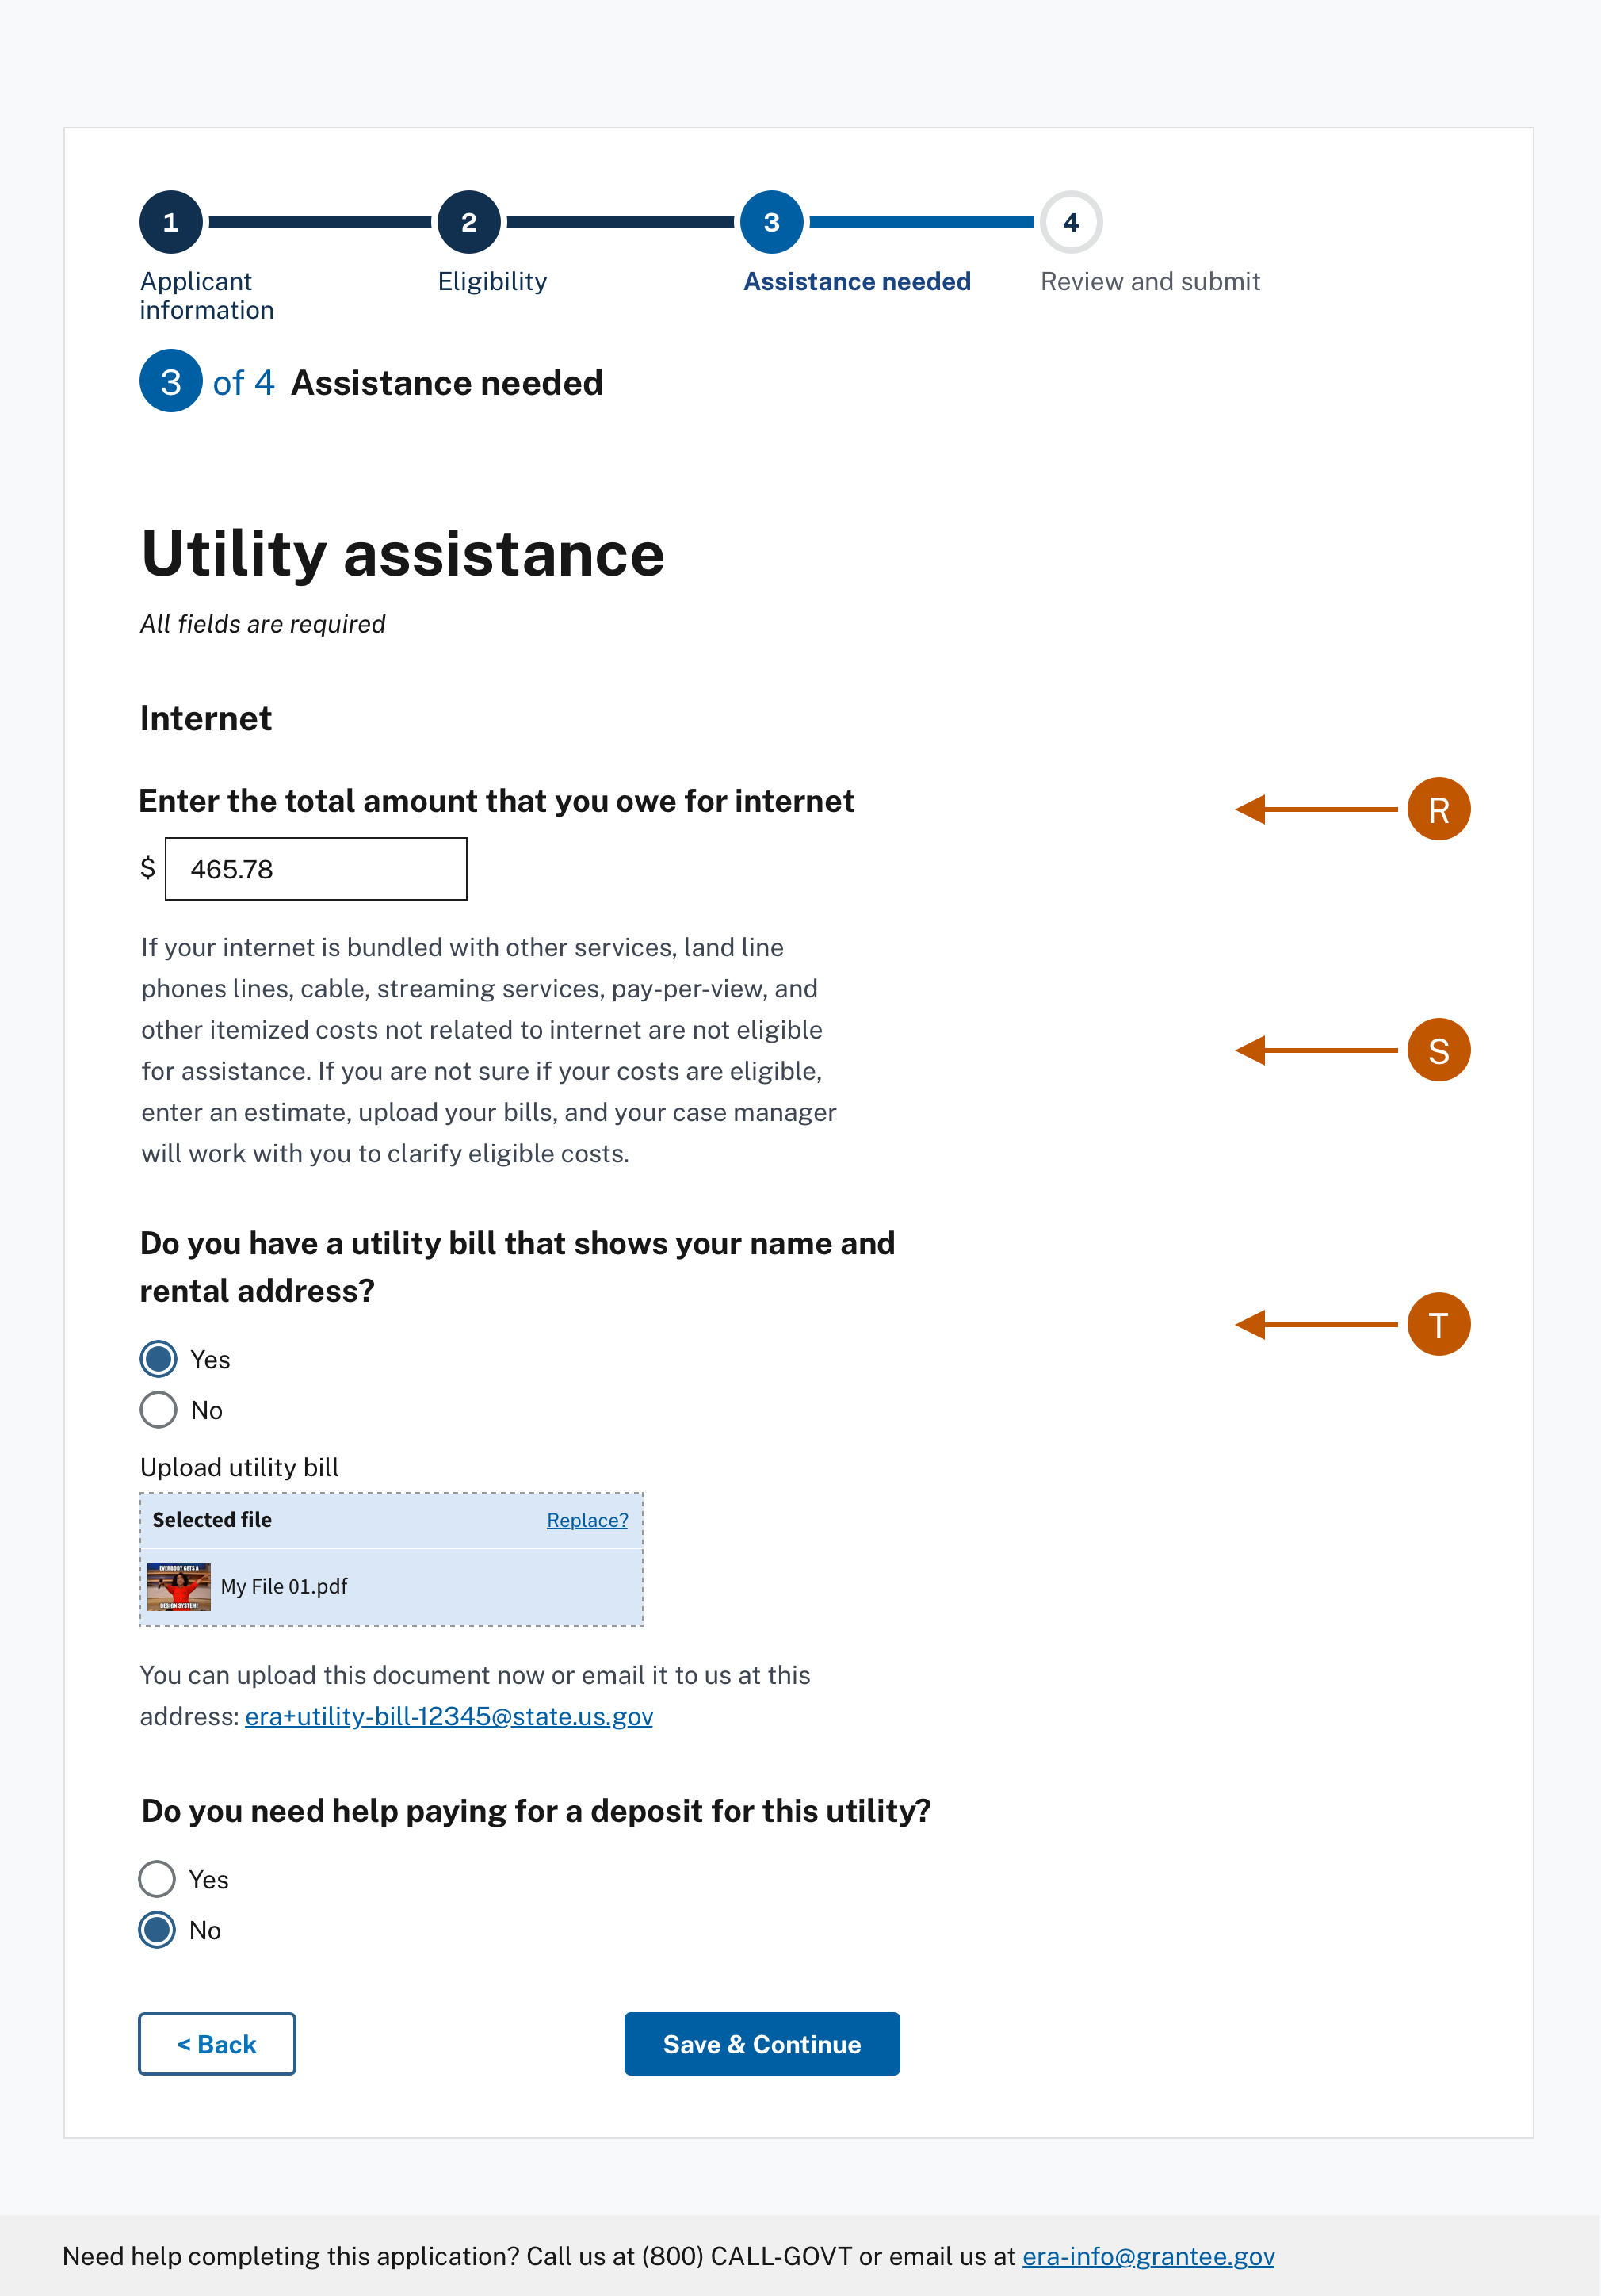 1
2
3
4
Applicant
information
Eligibility
Assistance needed
Review and submit
3 of 4 Assistance needed
Utility assistance
All fields are required
Internet
Enter the total amount that you owe for internet
R
$ 465.78
If your internet is bundled with other services, land line
phones lines, cable, streaming services, pay-per-view, and
other itemized costs not related to internet are not eligible
S
for assistance. If you are not sure if your costs are eligible,
enter an estimate, upload your bills, and your case manager
will work with you to clarify eligible costs.
Do you have a utility bill that shows your name and
rental address?
T
Yes
No
Upload utility bill
Selected file
Replace?
EVERBODY GETS A
DESIGN SYSTEM!
My File 01.pdf
You can upload this document now or email it to us at this
address: era+utility-bill-12345@state.us.gov
Do you need help paying for a deposit for this utility?
Yes
No
< Back
Save & Continue
Need help completing this application? Call us at (800) CALL-GOVT or email us at era-info@grantee.gov